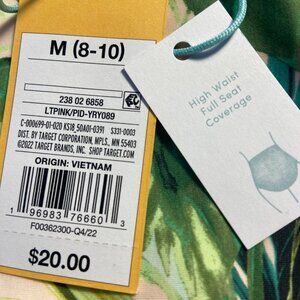 M (8-10)
238 02 6858
LTPINK/PID-YRY089
C-000699-01-020 KS18_50A01-0391 S331-0003
DIST. BY TARGET CORPORATION, MPLS., MN 55403
©2022 TARGET BRANDS, INC. SHOP TARGET.COM
ORIGIN: VIETNAM
1 96983 76660 3
F00362300-Q4/22
$20.00
High Waist
Full Seat
Coverage